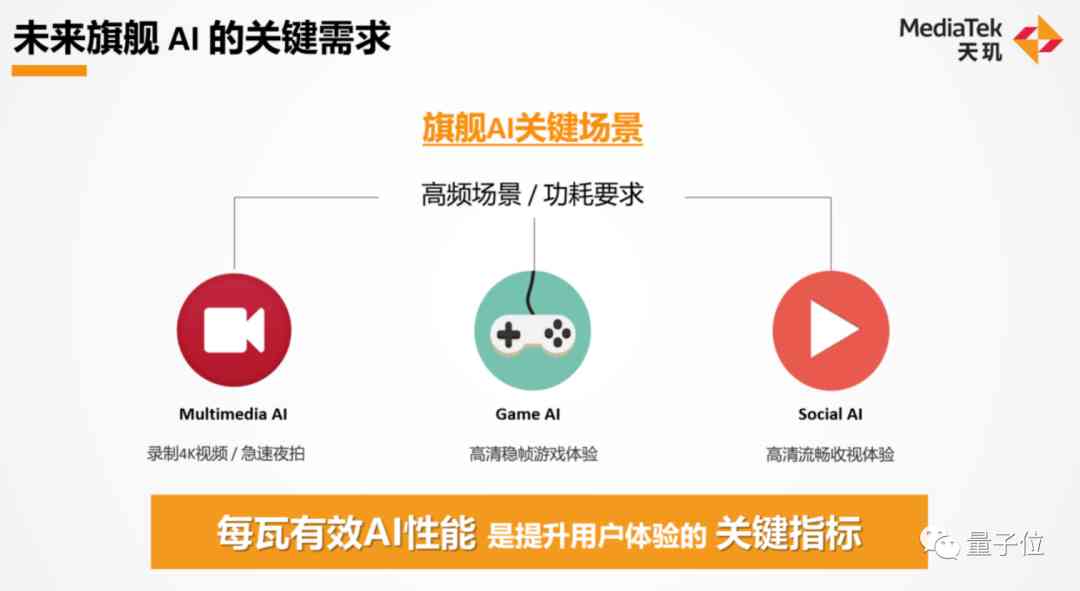 未来旗舰 AI 的关键需求
MediaTek
天玑
旗舰AI关键场景
高频场景 / 功耗要求
Multimedia AI
Game AI
Social AI
录制4K视频 / 急速夜拍
高清稳帧游戏体验
高清流畅收视体验
每瓦有效AI性能 是提升用户体验的 关键指标
量子位